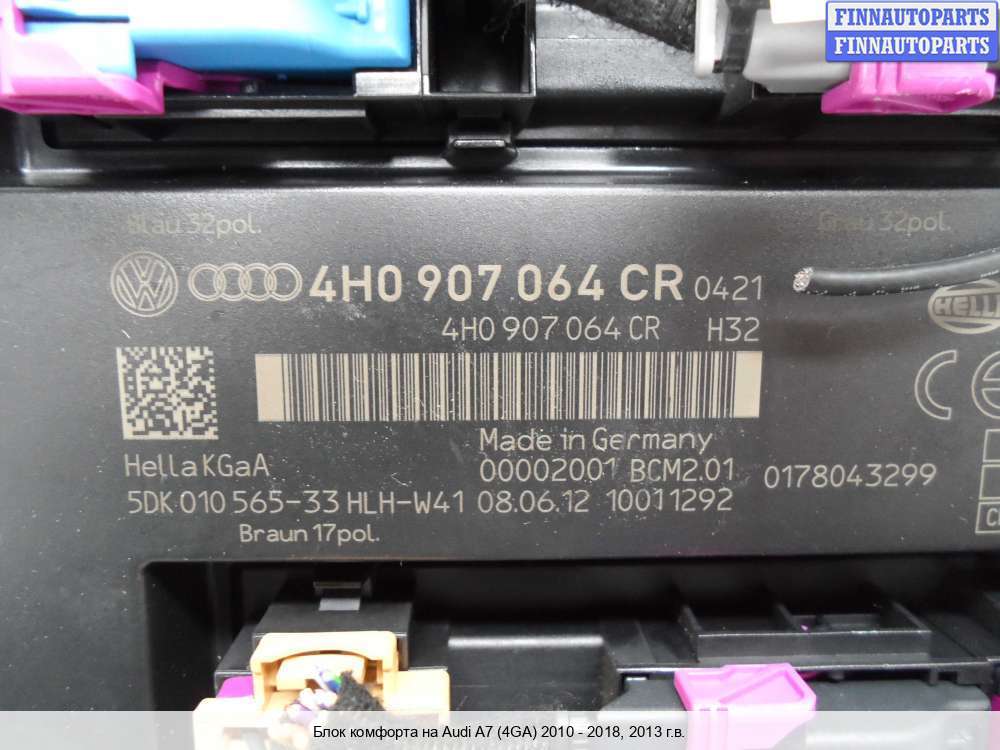 FINNAUTOPARTS
FINNAUTOPARTS
Blau 32pol.
Grau 32pol.
4H0 907 064 CR 0421
HELLA
4H0 907 064 CR H32
Made in Germany
Hella KGaA
00002001 BCM2.01
0178043299
5DK 010 565-33 HLH-W41 08.06.12 10011292
Braun 17pol.
Блок комфорта на Audi A7 (4GA) 2010 - 2018, 2013 г.в.